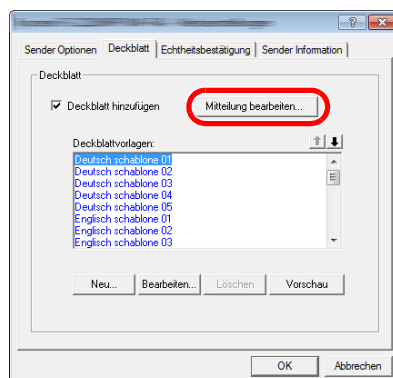 Sender Optionen Deckblatt Echtheitsbestätigung Sender Information
Deckblatt
Deckblatt hinzufügen Mitteilung bearbeiten...
Deckblattvorlagen:
Deutsch schablone 01
Deutsch schablone 02
Deutsch schablone 03
Deutsch schablone 04
Deutsch schablone 05
Englisch schablone 01
Englisch schablone 02
Englisch schablone 03
Neu... Bearbeiten... Löschen Vorschau
OK Abbrechen